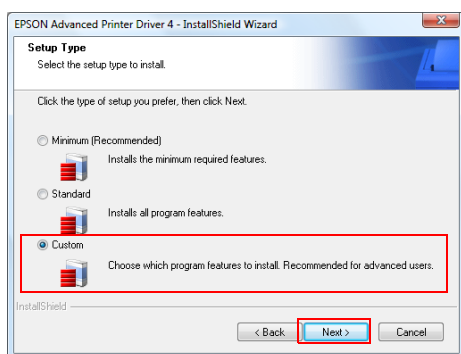 EPSON Advanced Printer Driver 4 - InstallShield Wizard
Setup Type
Select the setup type to install.
Click the type of setup you prefer, then click Next.
Minimum (Recommended)
Installs the minimum required features.
Standard
Installs all program features.
Custom
Choose which program features to install. Recommended for advanced users.
InstallShield
< Back Next > Cancel